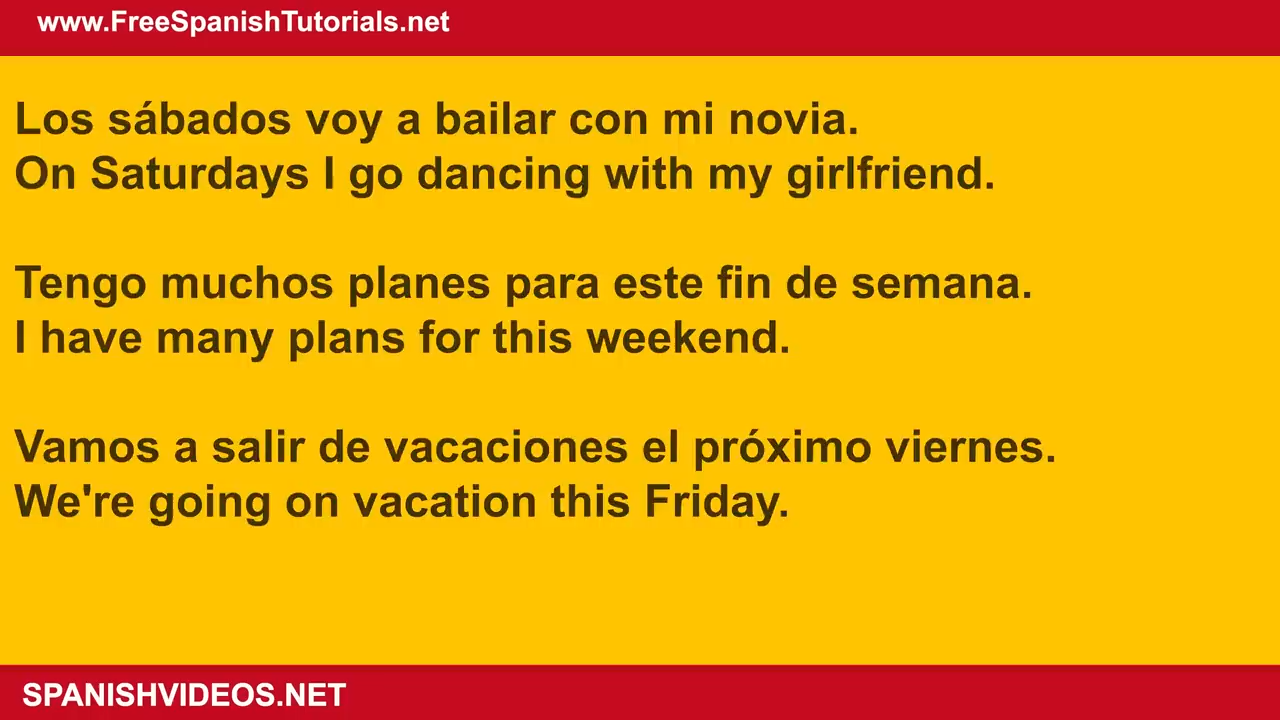 www.FreeSpanishTutorials.net
Los sábados voy a bailar con mi novia.
On Saturdays I go dancing with my girlfriend.
Tengo muchos planes para este fin de semana.
I have many plans for this weekend.
Vamos a salir de vacaciones el próximo viernes.
We're going on vacation this Friday.
SPANISHVIDEOS.NET